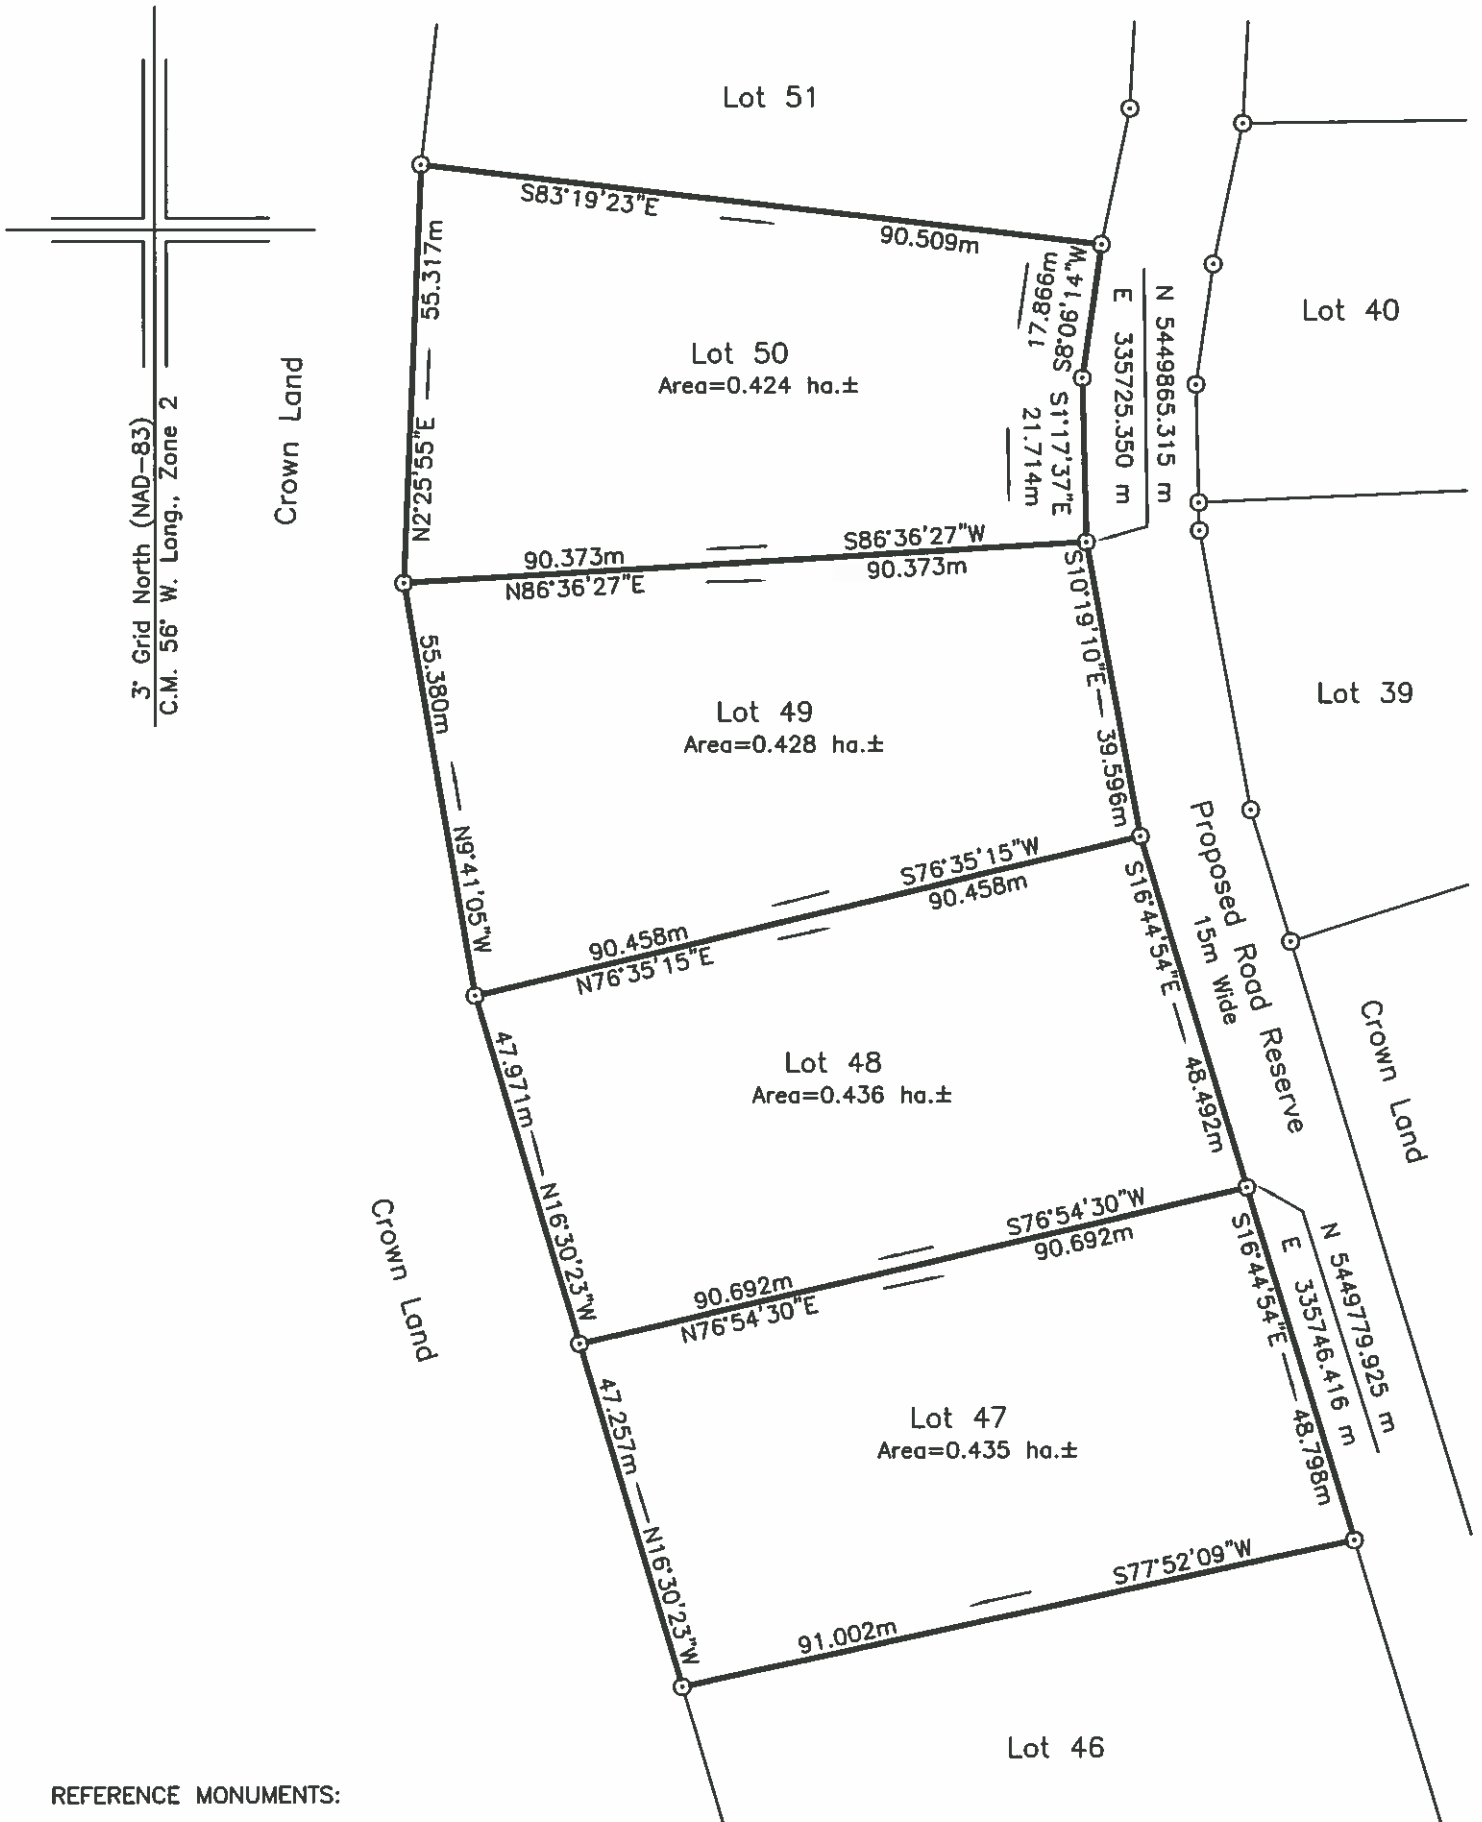 Lot 51
S83°19'23"E
90.509m
55.317m
N2°25'55"E
17.866m
S8°06'14"W
S1°17'37"E
21.714m
N 5449865.315 m
E 335725.350 m
Lot 40
Lot 50
Area=0.424 ha.±
Crown Land
3° Grid North (NAD-83)
C.M. 56° W. Long., Zone 2
S86°36'27"W
90.373m
90.373m
N86°36'27"E
S10°19'10"E
39.596m
55.380m
N9°41'05"W
Lot 49
Area=0.428 ha.±
Lot 39
S76°35'15"W
90.458m
90.458m
N76°35'15"E
Proposed Road Reserve
15m Wide
S16°44'54"E
48.492m
Crown Land
47.971m
N16°30'23"W
Lot 48
Area=0.436 ha.±
Crown Land
S76°54'30"W
90.692m
90.692m
N76°54'30"E
N 5449779.925 m
E 335746.416 m
S16°44'54"E
48.798m
47.257m
N16°30'23"W
Lot 47
Area=0.435 ha.±
S77°52'09"W
91.002m
Lot 46
REFERENCE MONUMENTS: